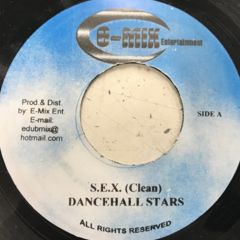 E-MIX
Entertainment
Prod.& Dist.
by: E-Mix Ent.
E-mail:
edubmix@
hotmail.com
SIDE A
S.E.X. (Clean)
DANCEHALL STARS
ALL RIGHTS RESERVED